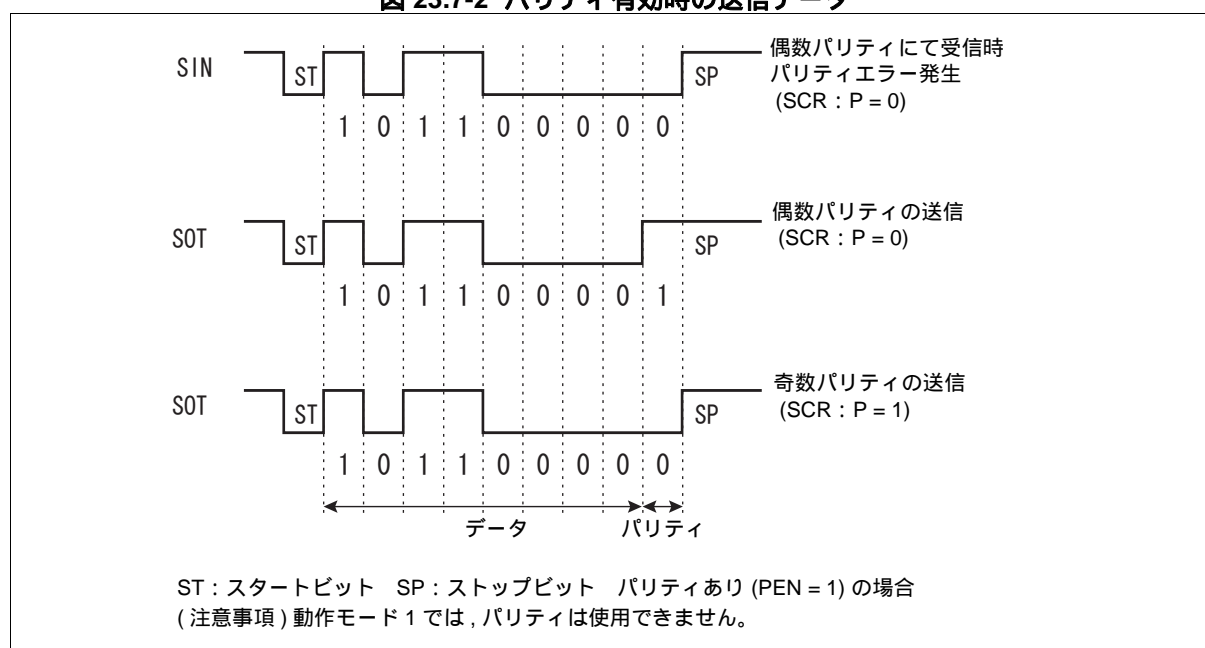 図 23.7-2 パリティ有効時の送信データ
SIN ST SP
偶数パリティにて受信時
パリティエラー発生
(SCR : P = 0)
1 0 1 1 0 0 0 0 0
SOT ST SP
偶数パリティの送信
(SCR : P = 0)
1 0 1 1 0 0 0 0 1
SOT ST SP
奇数パリティの送信
(SCR : P = 1)
1 0 1 1 0 0 0 0 0
データ パリティ
ST : スタートビット SP : ストップビット パリティあり (PEN = 1) の場合
( 注意事項 ) 動作モード 1 では , パリティは使用できません。